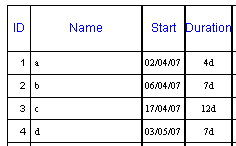 ID Name Start Duration
1 a 02/04/07 4d
2 b 06/04/07 7d
3 c 17/04/07 12d
4 d 03/05/07 7d